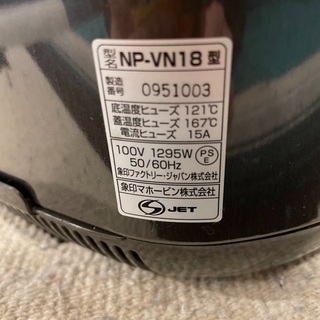 型名 NP-VN18 型
製造番号 0951003
底温度ヒューズ 121℃
蓋温度ヒューズ 167℃
電流ヒューズ 15A
100V 1295W
50/60Hz
PSE
象印ファクトリー・ジャパン株式会社
象印マホービン株式会社
S JET